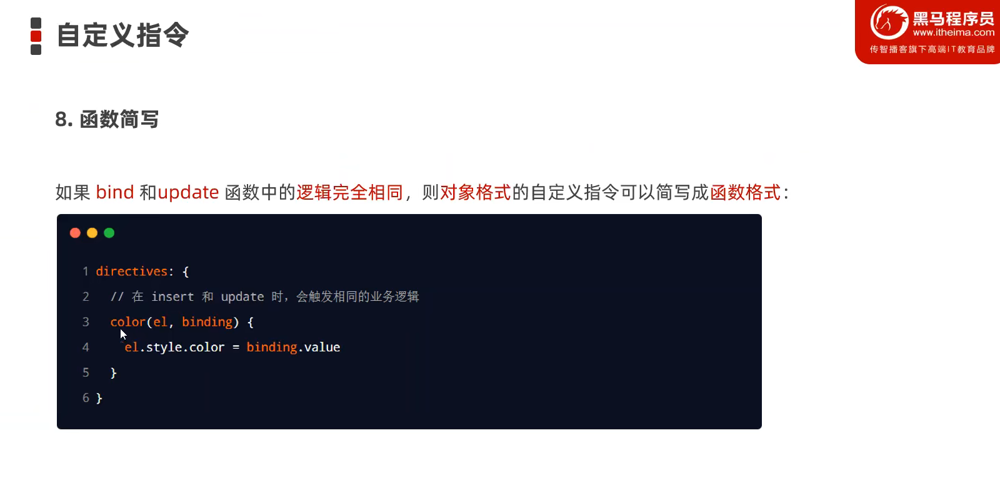 自定义指令
黑马程序员
www.itheima.com
传智播客旗下高端IT教育品牌
8. 函数简写
如果 bind 和update 函数中的逻辑完全相同，则对象格式的自定义指令可以简写成函数格式：
1 directives: {
2   // 在 insert 和 update 时，会触发相同的业务逻辑
3   color(el, binding) {
4     el.style.color = binding.value
5   }
6 }